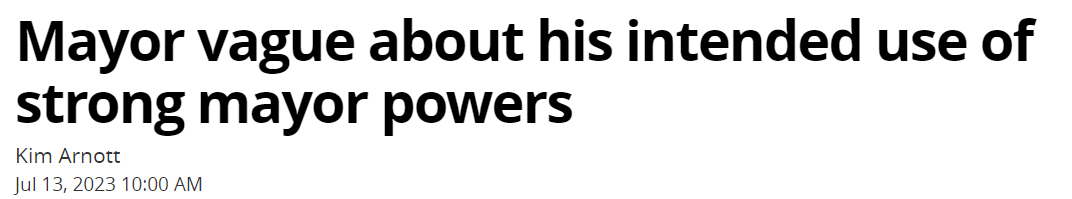 Mayor vague about his intended use of
strong mayor powers
Kim Arnott
Jul 13, 2023 10:00 AM